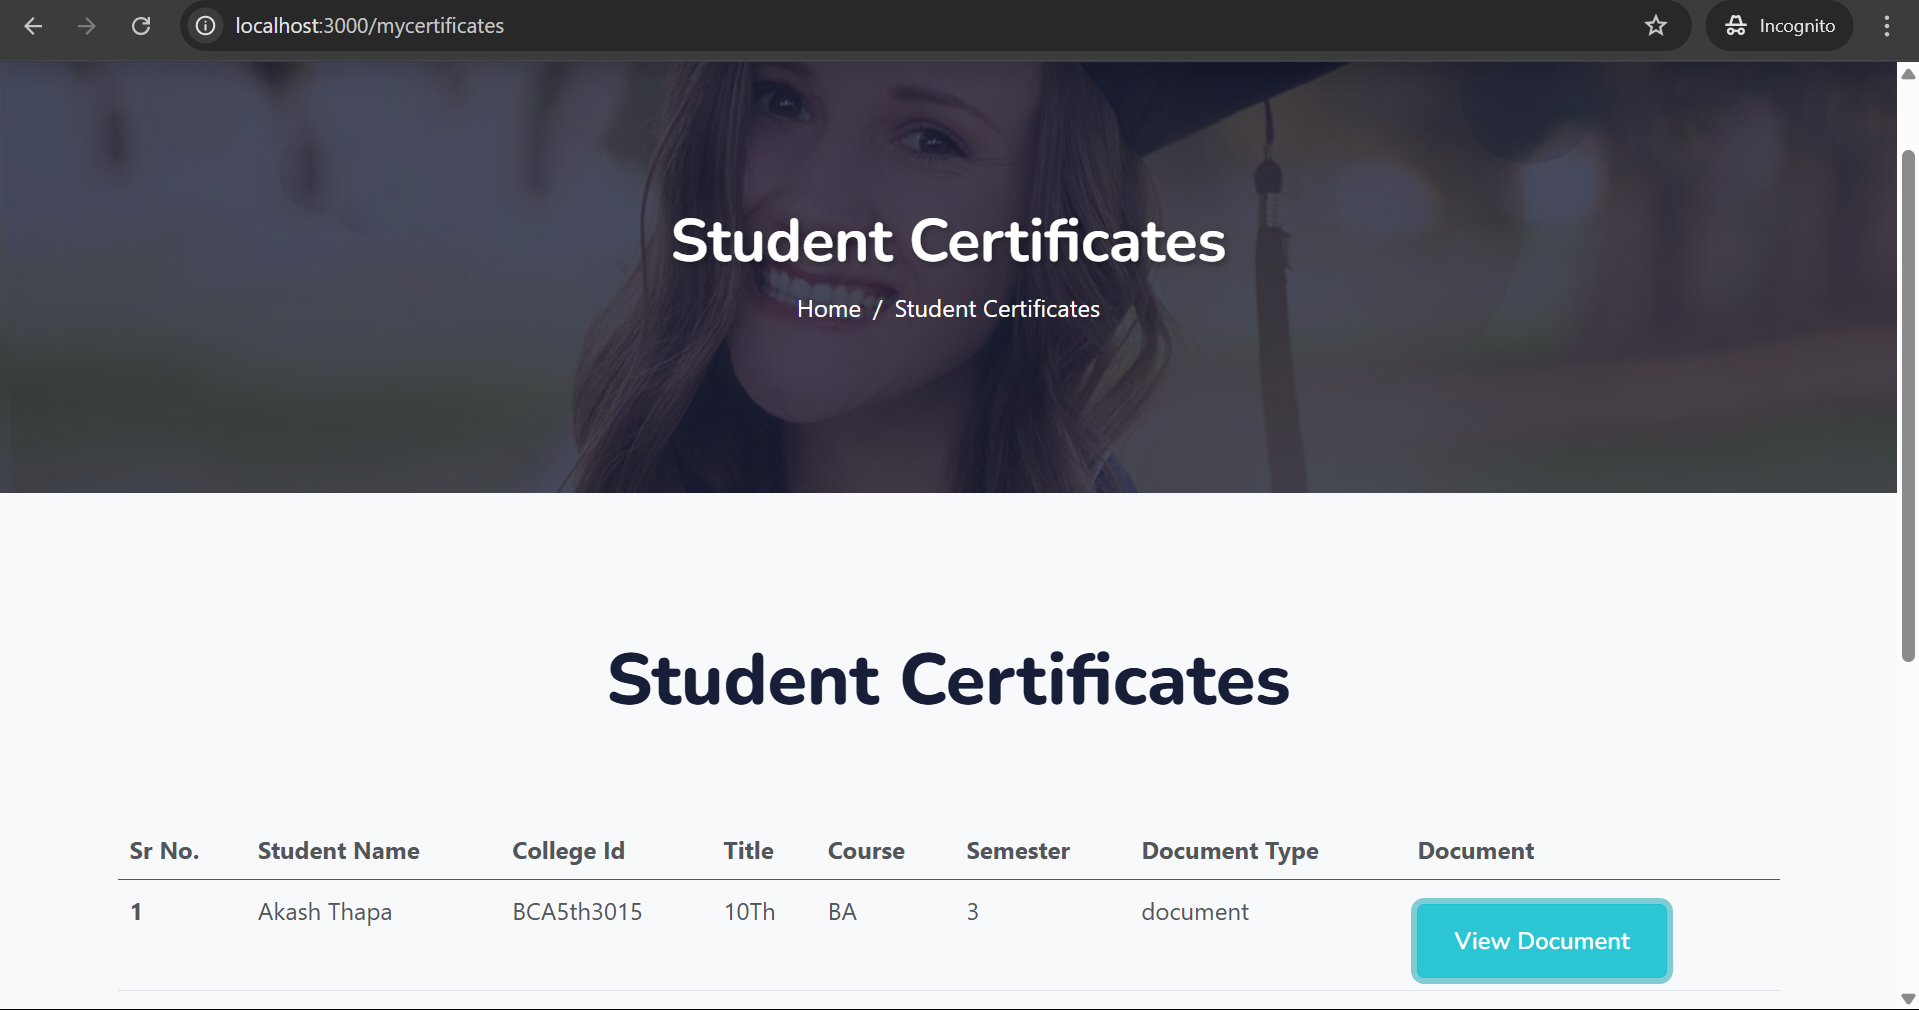 localhost:3000/mycertificates
Incognito
Student Certificates
Home / Student Certificates
Student Certificates
Sr No. Student Name College Id Title Course Semester Document Type Document
1 Akash Thapa BCA5th3015 10Th BA 3 document View Document